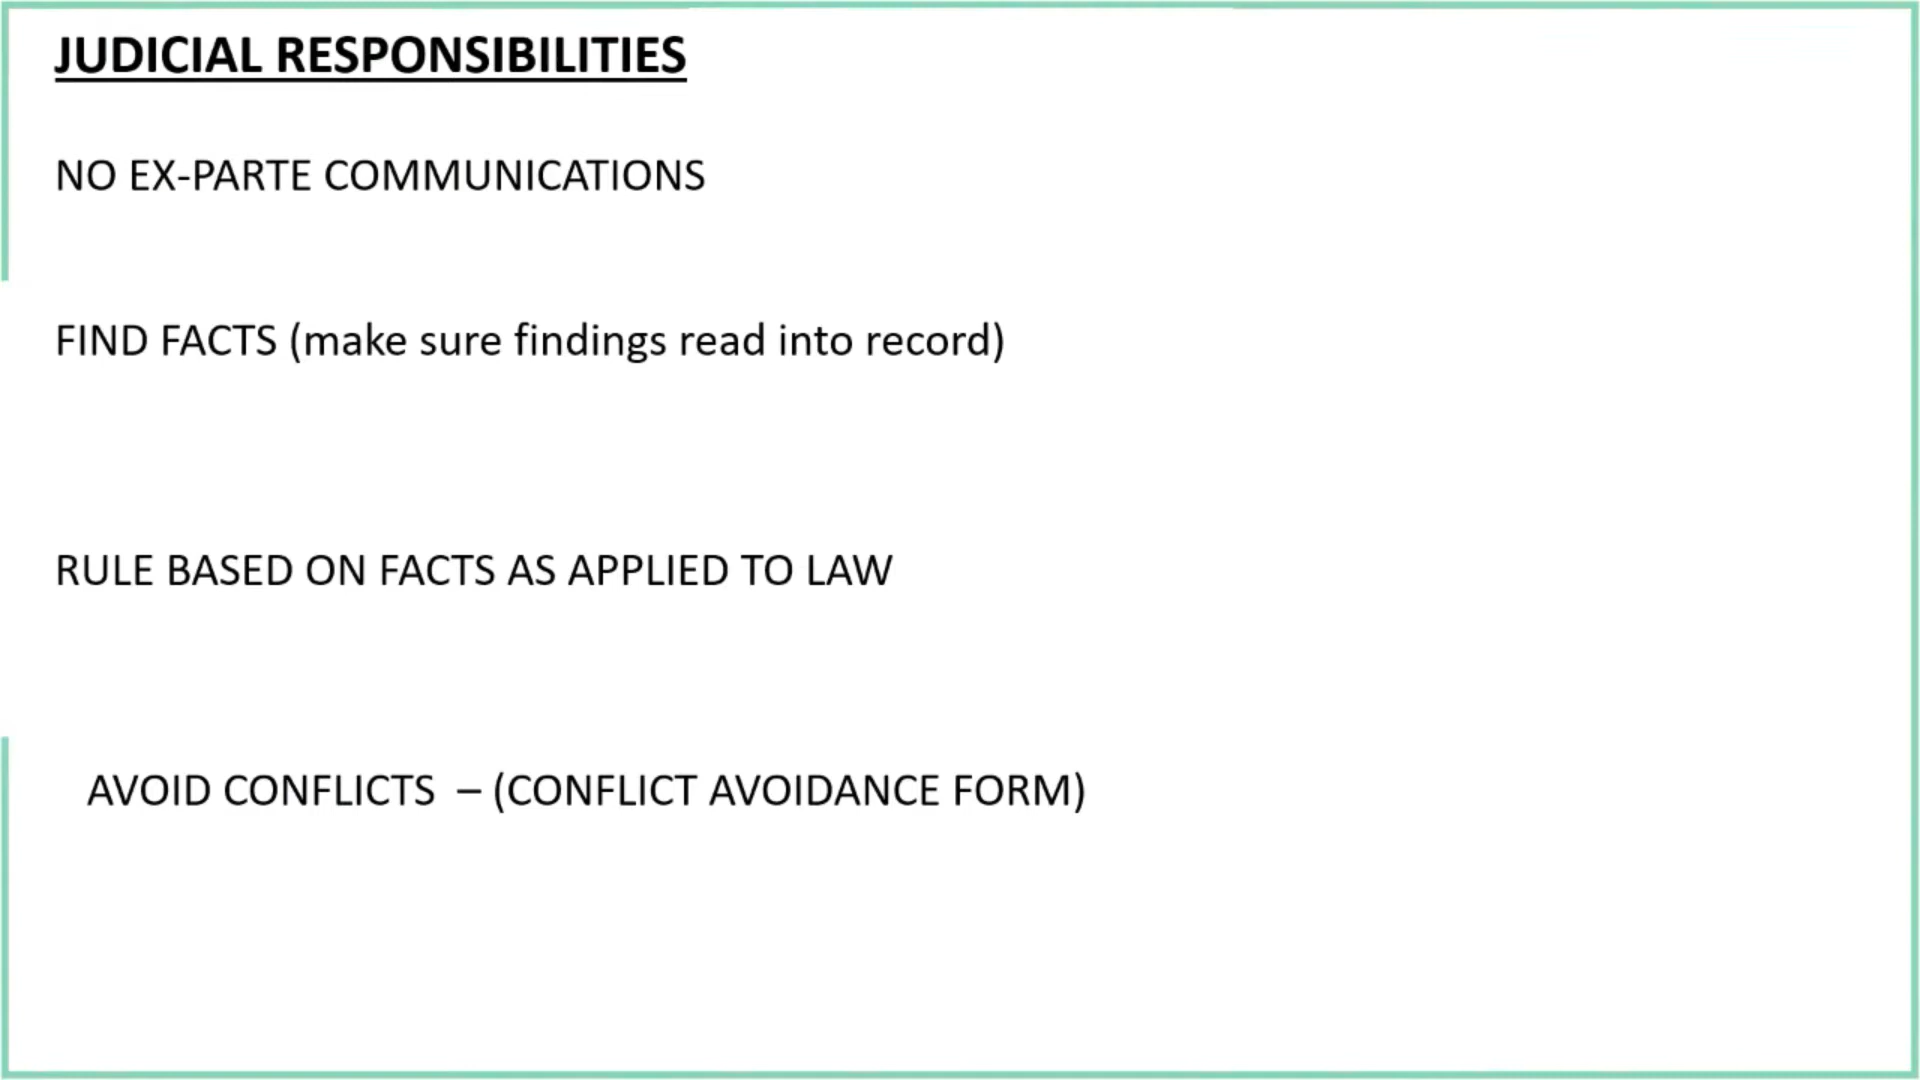 JUDICIAL RESPONSIBILITIES
NO EX-PARTE COMMUNICATIONS
FIND FACTS (make sure findings read into record)
RULE BASED ON FACTS AS APPLIED TO LAW
AVOID CONFLICTS – (CONFLICT AVOIDANCE FORM)